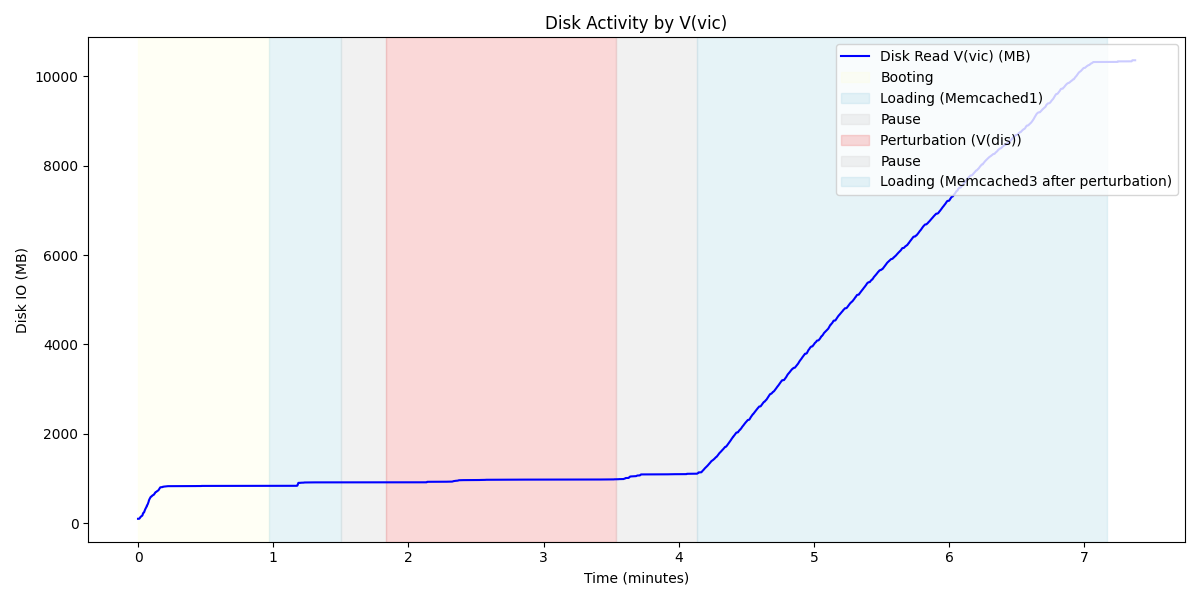 Disk Activity by V(vic)
Disk IO (MB)
10000
8000
6000
4000
2000
0
Disk Read V(vic) (MB)
Booting
Loading (Memcached1)
Pause
Perturbation (V(dis))
Pause
Loading (Memcached3 after perturbation)
0 1 2 3 4 5 6 7
Time (minutes)